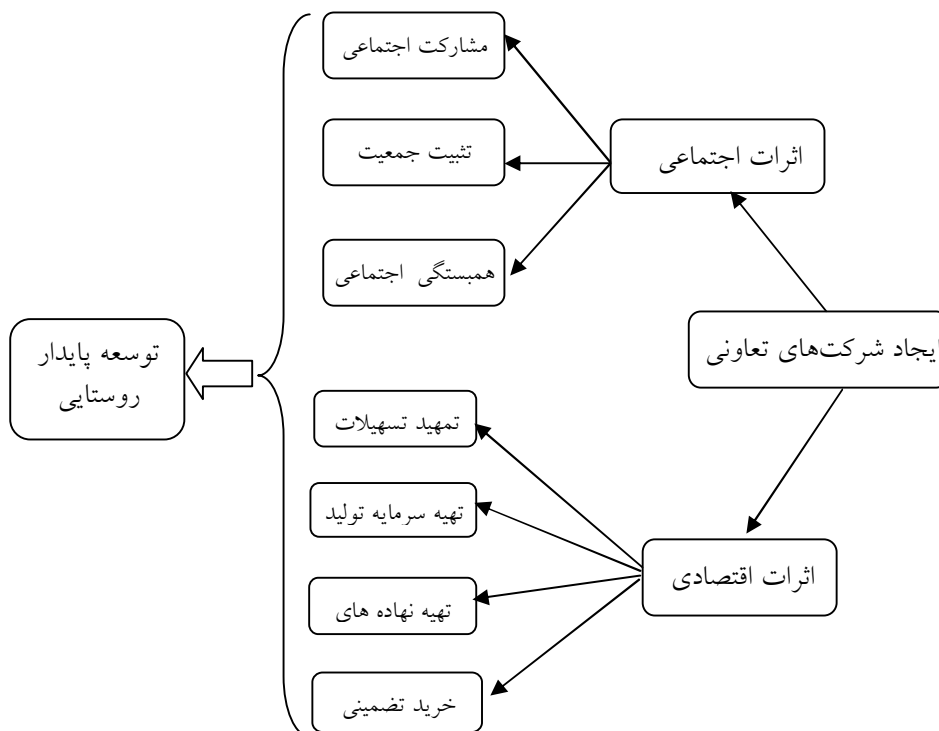 ایجاد شرکت‌های تعاونی
اثرات اجتماعی
مشارکت اجتماعی
تثبیت جمعیت
همبستگی اجتماعی
اثرات اقتصادی
تمهید تسهیلات
تهیه سرمایه تولید
تهیه نهاده های
خرید تضمینی
توسعه پایدار
روستایی